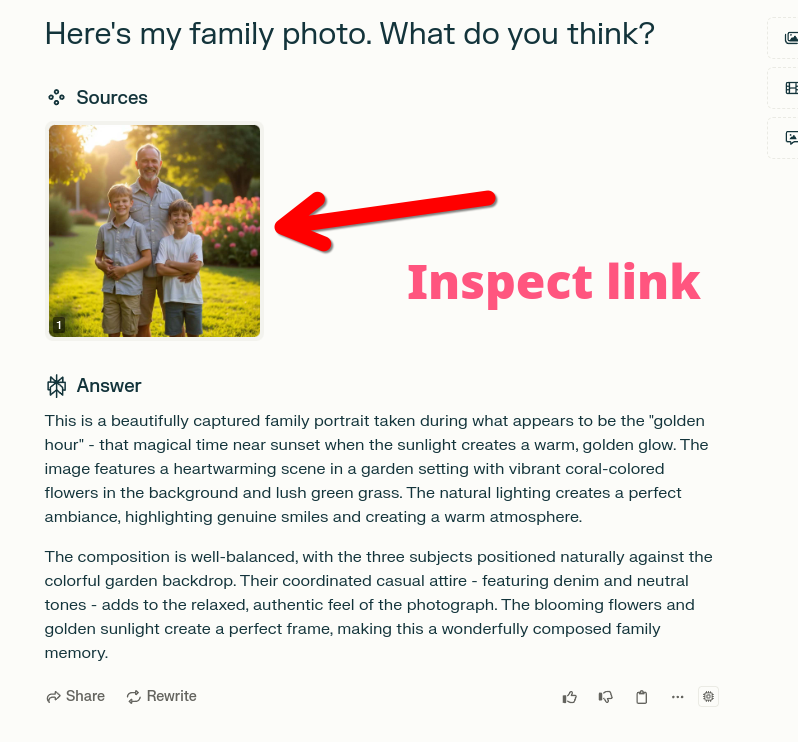 Here's my family photo. What do you think?
Sources
1
Inspect link
Answer
This is a beautifully captured family portrait taken during what appears to be the "golden
hour" - that magical time near sunset when the sunlight creates a warm, golden glow. The
image features a heartwarming scene in a garden setting with vibrant coral-colored
flowers in the background and lush green grass. The natural lighting creates a perfect
ambiance, highlighting genuine smiles and creating a warm atmosphere.
The composition is well-balanced, with the three subjects positioned naturally against the
colorful garden backdrop. Their coordinated casual attire - featuring denim and neutral
tones - adds to the relaxed, authentic feel of the photograph. The blooming flowers and
golden sunlight create a perfect frame, making this a wonderfully composed family
memory.
Share Rewrite